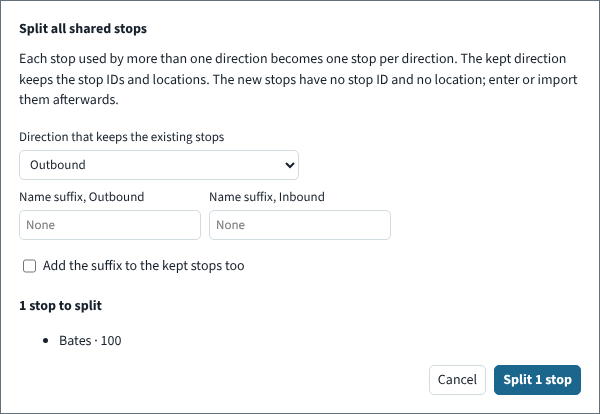 Split all shared stops
Each stop used by more than one direction becomes one stop per direction. The kept direction
keeps the stop IDs and locations. The new stops have no stop ID and no location; enter or import
them afterwards.
Direction that keeps the existing stops
Outbound
Name suffix, Outbound
Name suffix, Inbound
None
None
Add the suffix to the kept stops too
1 stop to split
• Bates · 100
Cancel
Split 1 stop